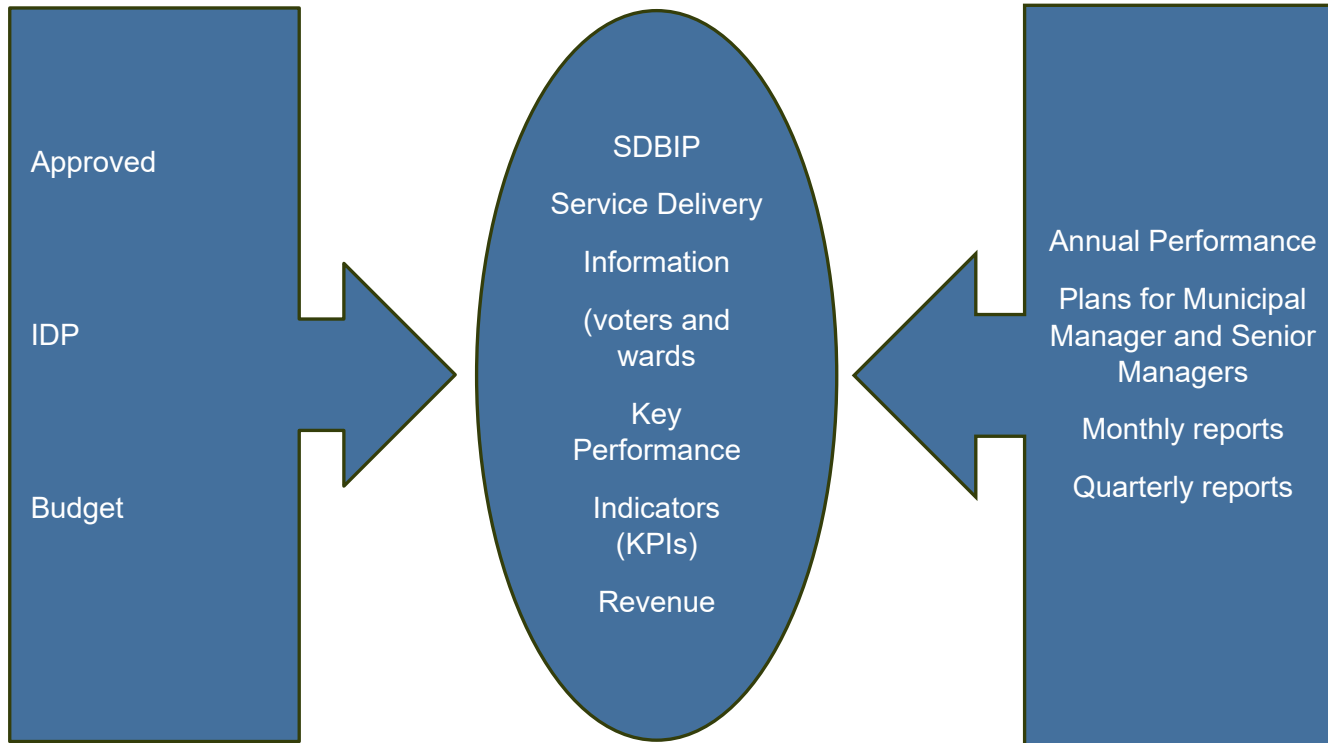 Approved
IDP
Budget
SDBIP
Service Delivery
Information
(voters and
wards
Key
Performance
Indicators
(KPIs)
Revenue
Annual Performance
Plans for Municipal
Manager and Senior
Managers
Monthly reports
Quarterly reports